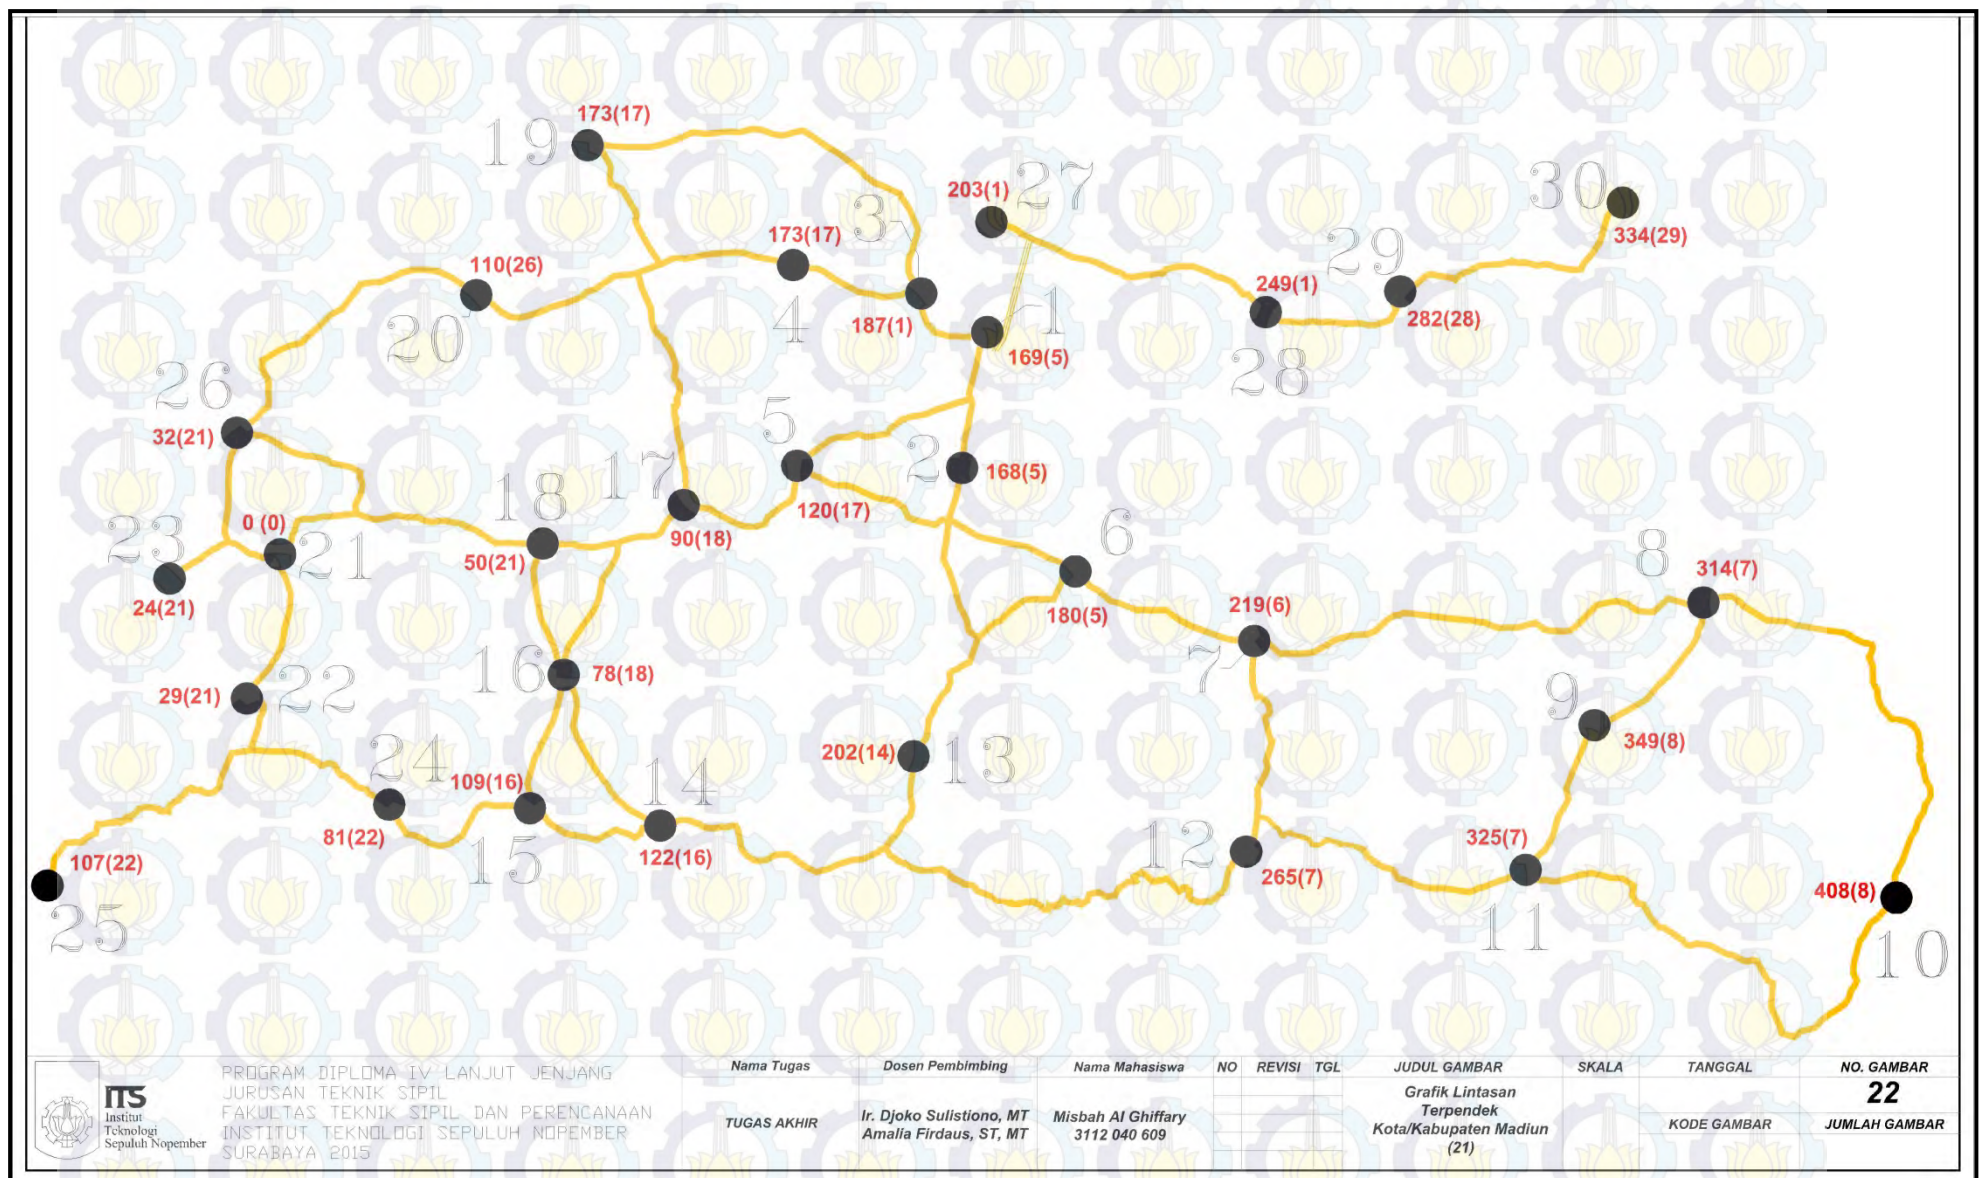 173(17)
19
203(1)
27
30
3
173(17)
334(29)
110(26)
29
249(1)
1
4
187(1)
282(28)
20
169(5)
28
26
5
32(21)
2
168(5)
18
17
0 (0)
23
120(17)
90(18)
6
21
50(21)
8
314(7)
24(21)
180(5)
219(6)
16
78(18)
7
29(21)
22
9
349(8)
24
202(14)
13
109(16)
14
81(22)
12
325(7)
122(16)
107(22)
15
265(7)
408(8)
25
11
10
ITS
Institut
Teknologi
Sepuluh Nopember
PROGRAM DIPLOMA IV LANJUT JENJANG
JURUSAN TEKNIK SIPIL
FAKULTAS TEKNIK SIPIL DAN PERENCANAAN
INSTITUT TEKNOLOGI SEPULUH NOPEMBER
SURABAYA 2015
Nama Tugas
TUGAS AKHIR
Dosen Pembimbing
Ir. Djoko Sulistiono, MT
Amalia Firdaus, ST, MT
Nama Mahasiswa
Misbah Al Ghiffary
3112 040 609
NO REVISI TGL
JUDUL GAMBAR
Grafik Lintasan
Terpendek
Kota/Kabupaten Madiun
(21)
SKALA
TANGGAL
KODE GAMBAR
NO. GAMBAR
22
JUMLAH GAMBAR